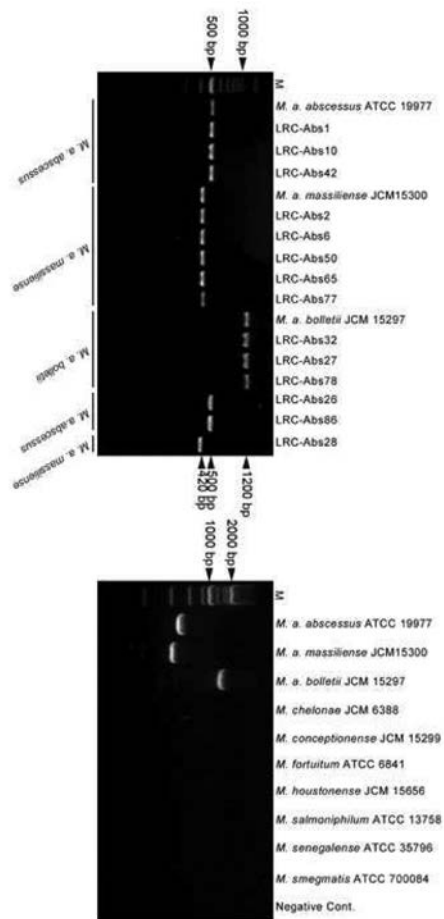 500 bp
1000 bp
M
M. a. abscessus ATCC 19977
LRC-Abs1
LRC-Abs10
LRC-Abs42
M. a. massiliense JCM15300
LRC-Abs2
LRC-Abs6
LRC-Abs50
LRC-Abs65
LRC-Abs77
M. a. bolletii JCM 15297
LRC-Abs32
LRC-Abs27
LRC-Abs78
LRC-Abs26
LRC-Abs86
LRC-Abs28
M. a. abscessus
M. a. massiliense
M. a. bolletii
M. a.abscessus
M. a. massiliense
420 bp
500 bp
1200 bp
1000 bp
2000 bp
M
M. a. abscessus ATCC 19977
M. a. massiliense JCM15300
M. a. bolletii JCM 15297
M. chelonae JCM 6388
M. conceptionense JCM 15299
M. fortuitum ATCC 6841
M. houstonense JCM 15656
M. salmoniphilum ATCC 13758
M. senegalense ATCC 35796
M. smegmatis ATCC 700084
Negative Cont.